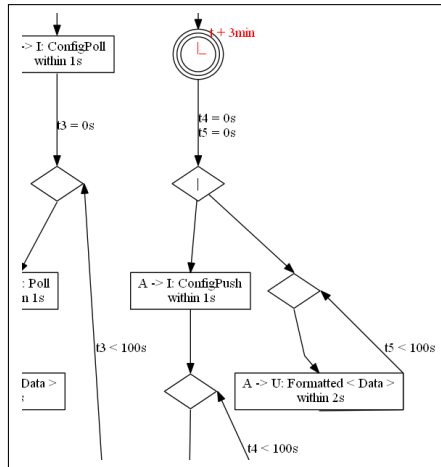 t + 3min
-> I: ConfigPoll
within 1s
t3 = 0s
t4 = 0s
t5 = 0s
: Poll
n 1s
A -> I: ConfigPush
within 1s
t3 < 100s
t5 < 100s
Data >
s
A -> U: Formatted < Data >
within 2s
t4 < 100s